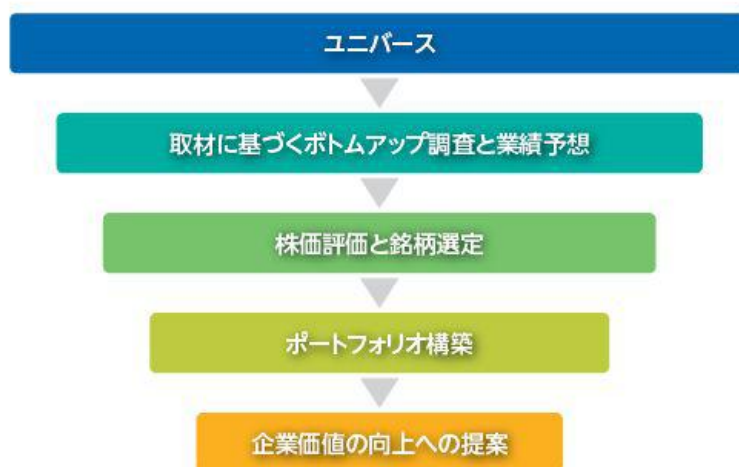 ユニバース
取材に基づくボトムアップ調査と業績予想
株価評価と銘柄選定
ポートフォリオ構築
企業価値の向上への提案